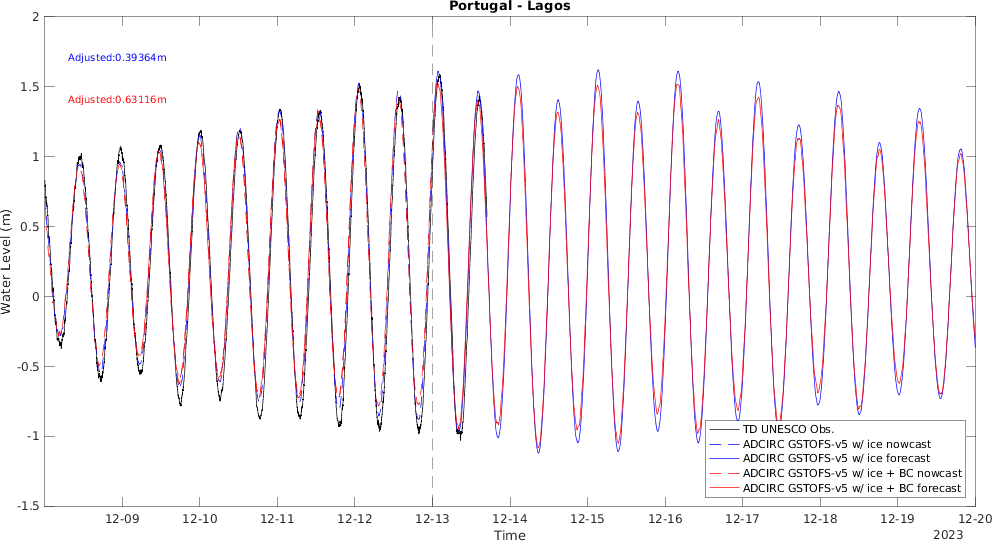 Portugal - Lagos
2
1.5
1
0.5
0
-0.5
-1
-1.5
Water Level (m)
Adjusted:0.39364m
Adjusted:0.63116m
TD UNESCO Obs.
ADCIRC GSTOFS-v5 w/ ice nowcast
ADCIRC GSTOFS-v5 w/ ice forecast
ADCIRC GSTOFS-v5 w/ ice + BC nowcast
ADCIRC GSTOFS-v5 w/ ice + BC forecast
12-09 12-10 12-11 12-12 12-13 12-14 12-15 12-16 12-17 12-18 12-19 12-20
Time
2023